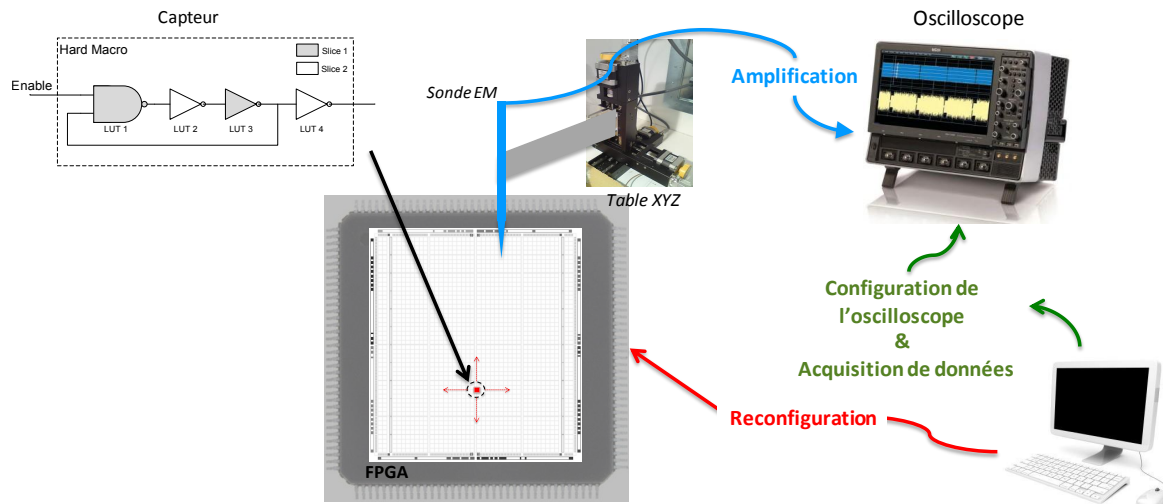 Capteur
Oscilloscope
Hard Macro
Slice 1
Slice 2
Enable
LUT 1
LUT 2
LUT 3
LUT 4
Sonde EM
Amplification
Table XYZ
Configuration de
l’oscilloscope
&
Acquisition de données
Reconfiguration
FPGA